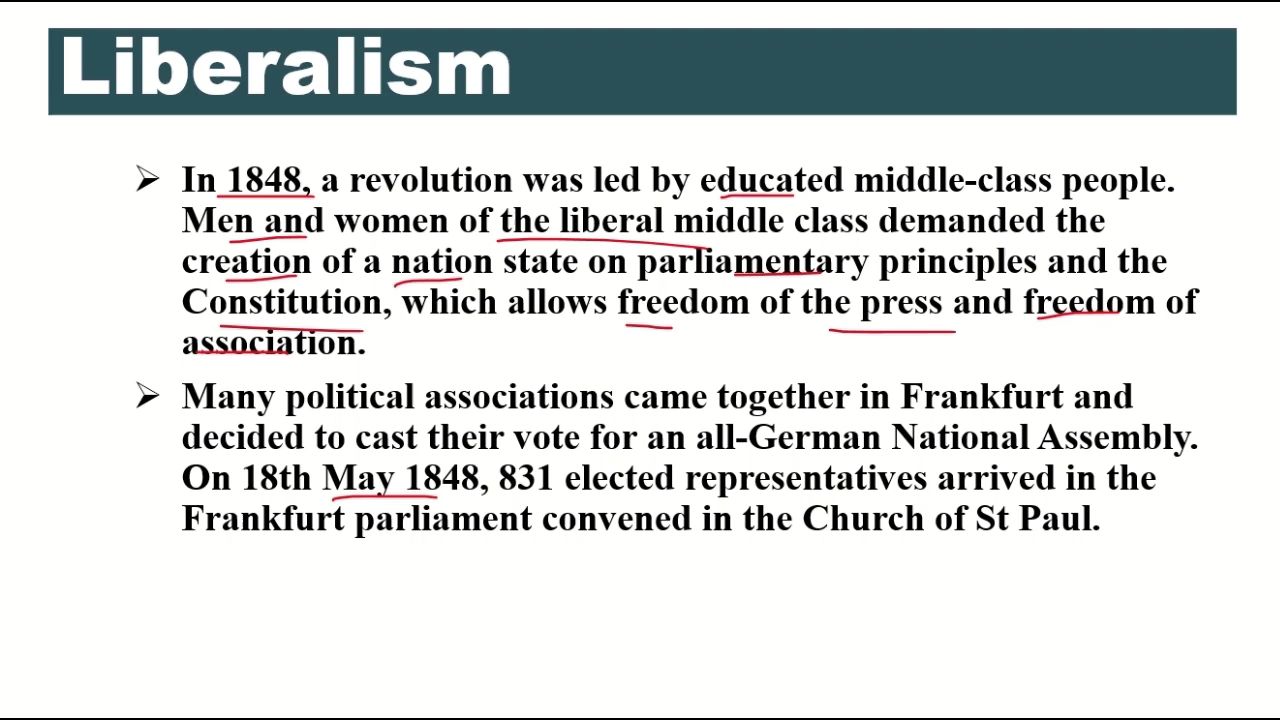 Liberalism
➢ In 1848, a revolution was led by educated middle-class people.
Men and women of the liberal middle class demanded the
creation of a nation state on parliamentary principles and the
Constitution, which allows freedom of the press and freedom of
association.
➢ Many political associations came together in Frankfurt and
decided to cast their vote for an all-German National Assembly.
On 18th May 1848, 831 elected representatives arrived in the
Frankfurt parliament convened in the Church of St Paul.